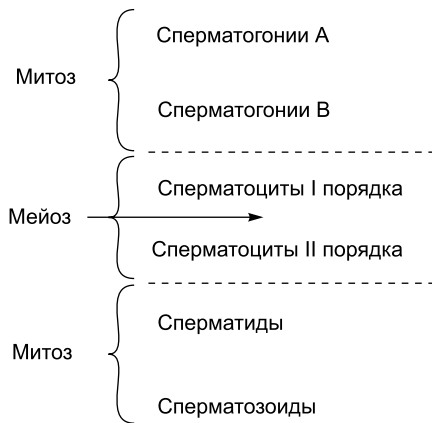 Митоз
Сперматогонии А
Сперматогонии В
Мейоз
Сперматоциты I порядка
Сперматоциты II порядка
Митоз
Сперматиды
Сперматозоиды